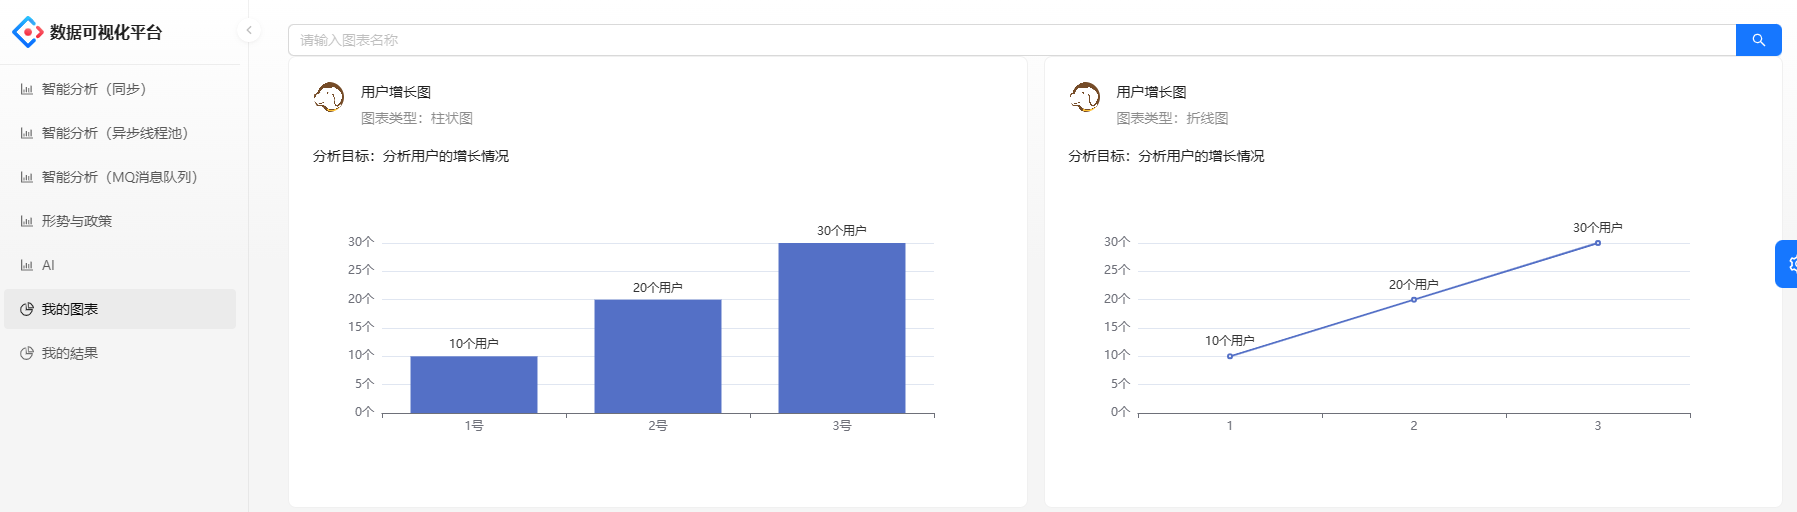 数据可视化平台
智能分析（同步）
智能分析（异步线程池）
智能分析（MQ消息队列）
形势与政策
AI
我的图表
我的结果
请输入图表名称
用户增长图
图表类型：柱状图
分析目标：分析用户的增长情况
30个
25个
20个
15个
10个
5个
0个
10个用户
20个用户
30个用户
1号
2号
3号
用户增长图
图表类型：折线图
分析目标：分析用户的增长情况
30个
25个
20个
15个
10个
5个
0个
10个用户
20个用户
30个用户
1
2
3